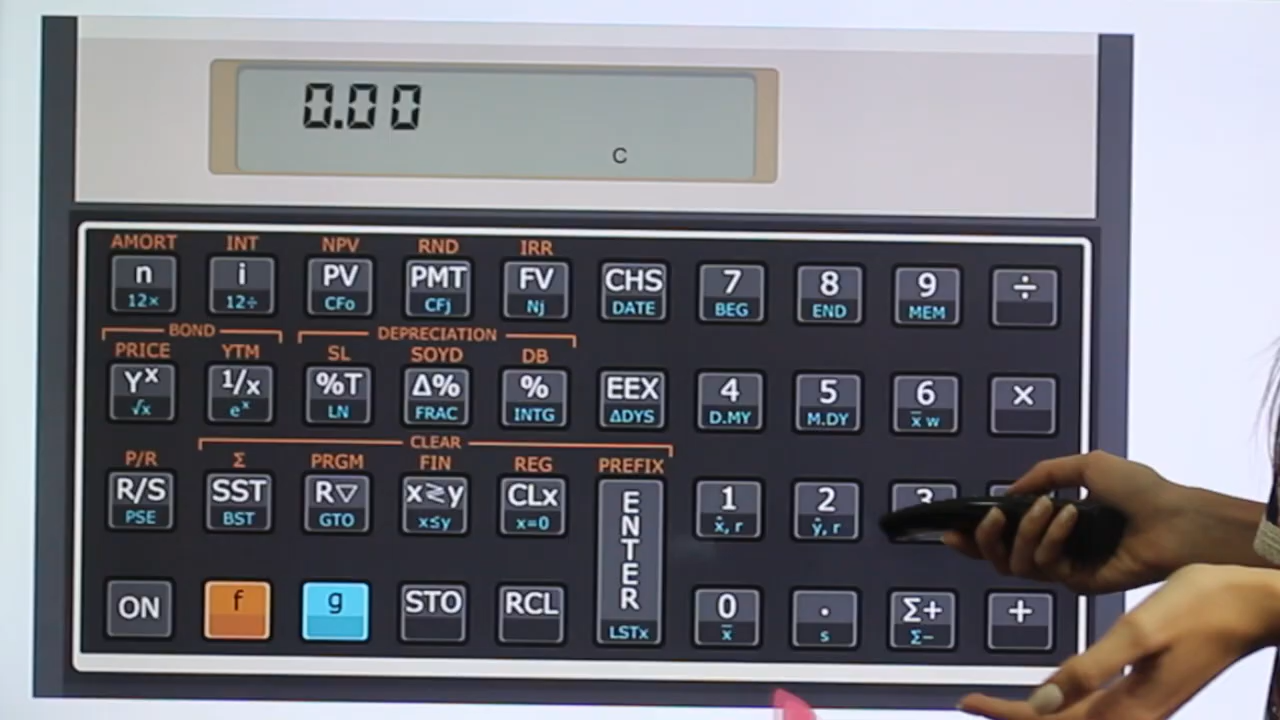 0.00
C
AMORT INT NPV RND IRR
n i PV PMT FV CHS 7 8 9 ÷
12× 12÷ CFo CFj Nj DATE BEG END MEM
BOND DEPRECIATION
PRICE YTM SL SOYD DB
Yˣ 1/x %T Δ% % EEX 4 5 6 ×
√x eˣ LN FRAC INTG ΔDYS D.MY M.DY x̄ w
CLEAR
P/R Σ PRGM FIN REG PREFIX
R/S SST R▽ x≷y CLx ENTER 1 2 3
PSE BST GTO x≤y x=0 x̂, r ŷ, r
ON f g STO RCL 0 . Σ+ +
LSTx x̄ s Σ−